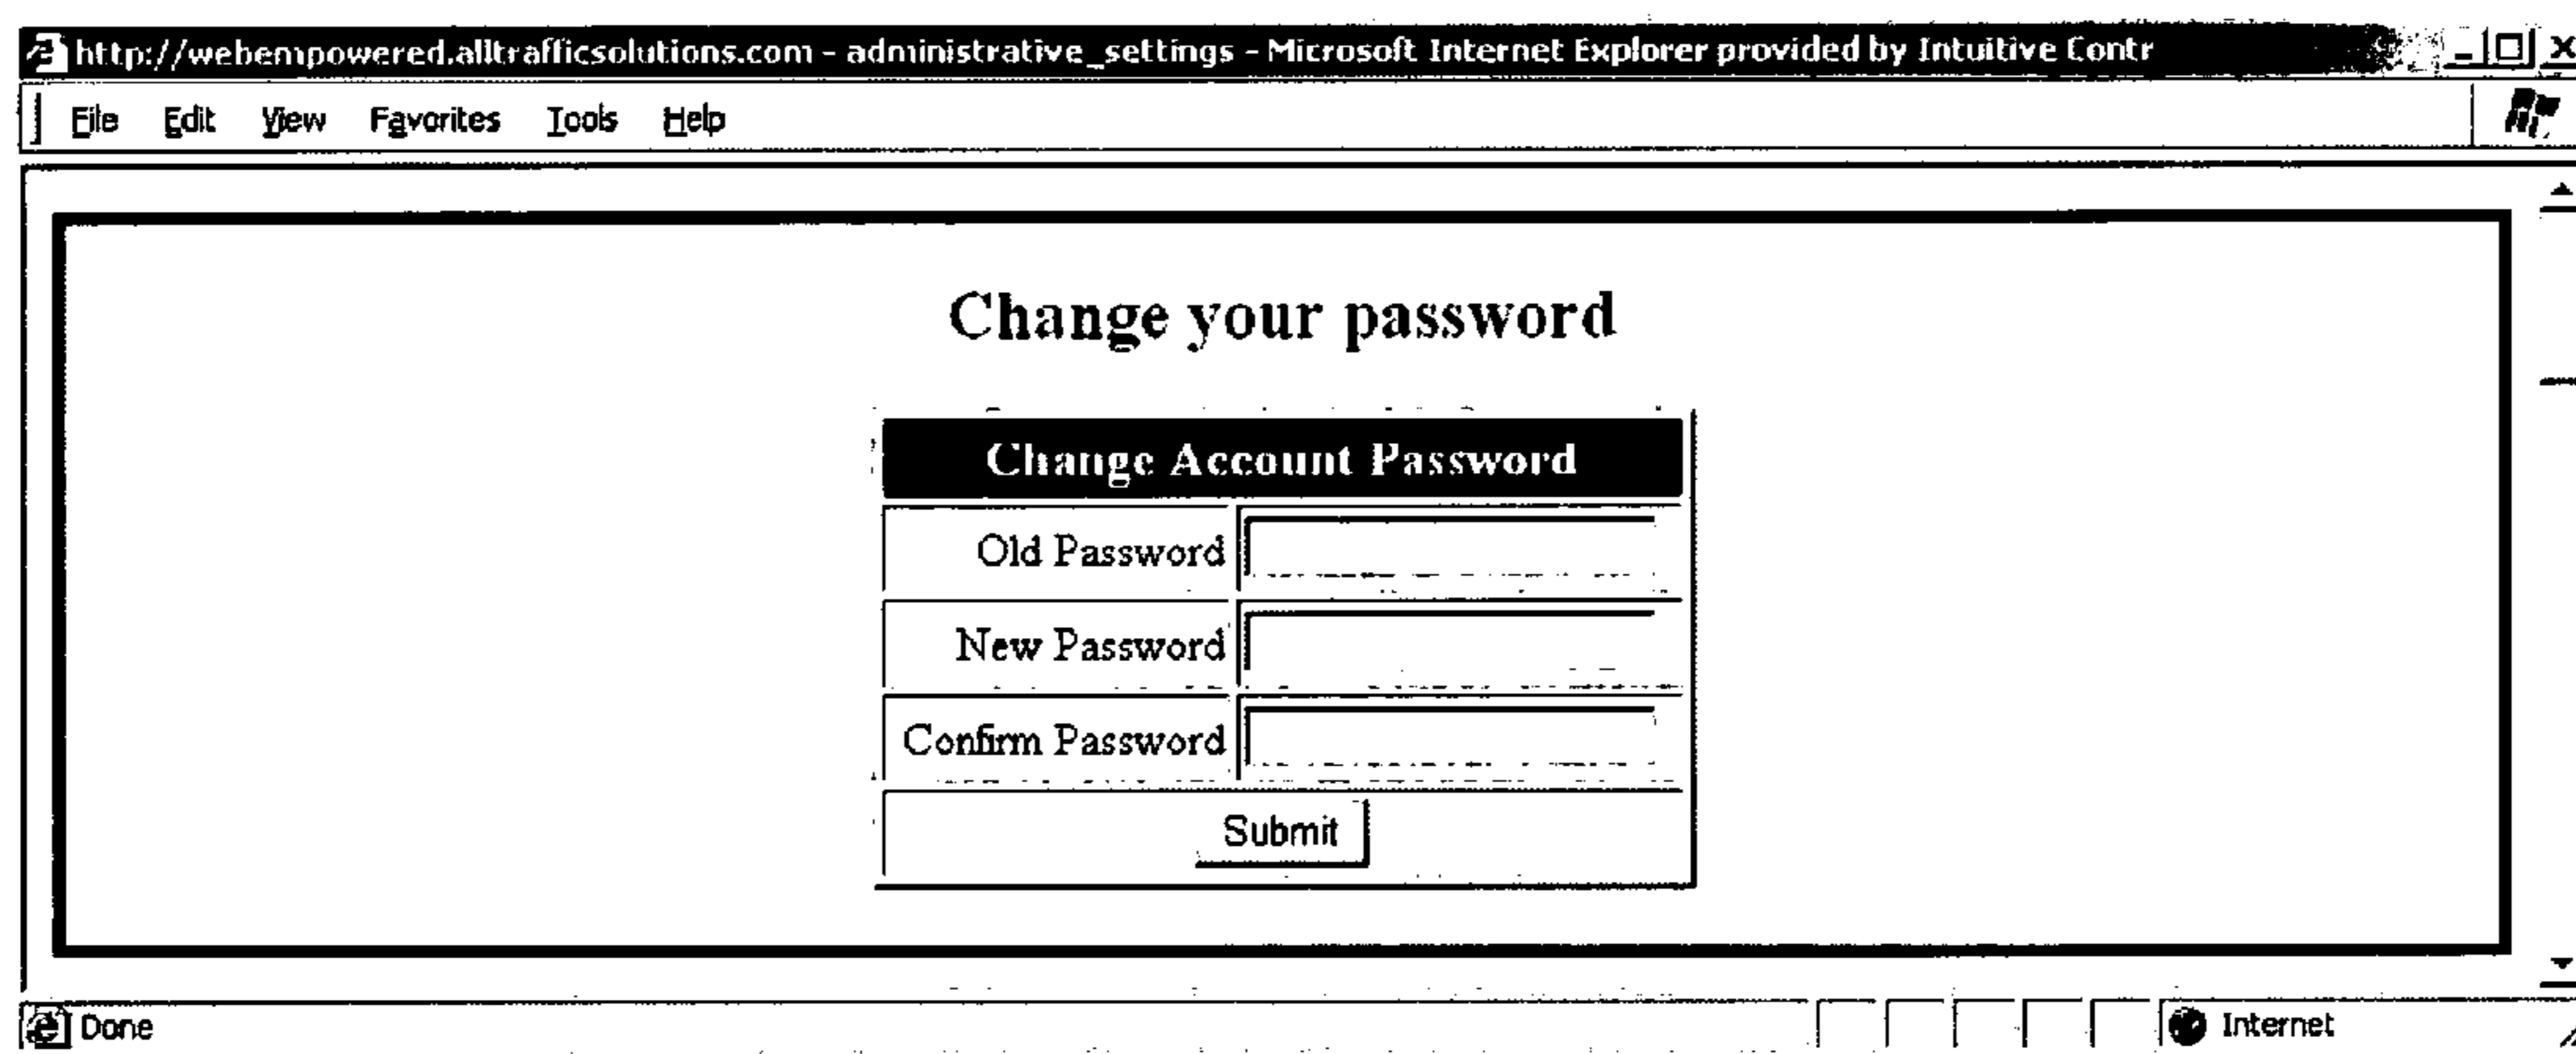 http://webempowered.alltrafficsolutions.com - administrative_settings - Microsoft Internet Explorer provided by Intuitive Contr
File Edit View Favorites Tools Help
Change your password
Change Account Password
Old Password
New Password
Confirm Password
Submit
Done Internet